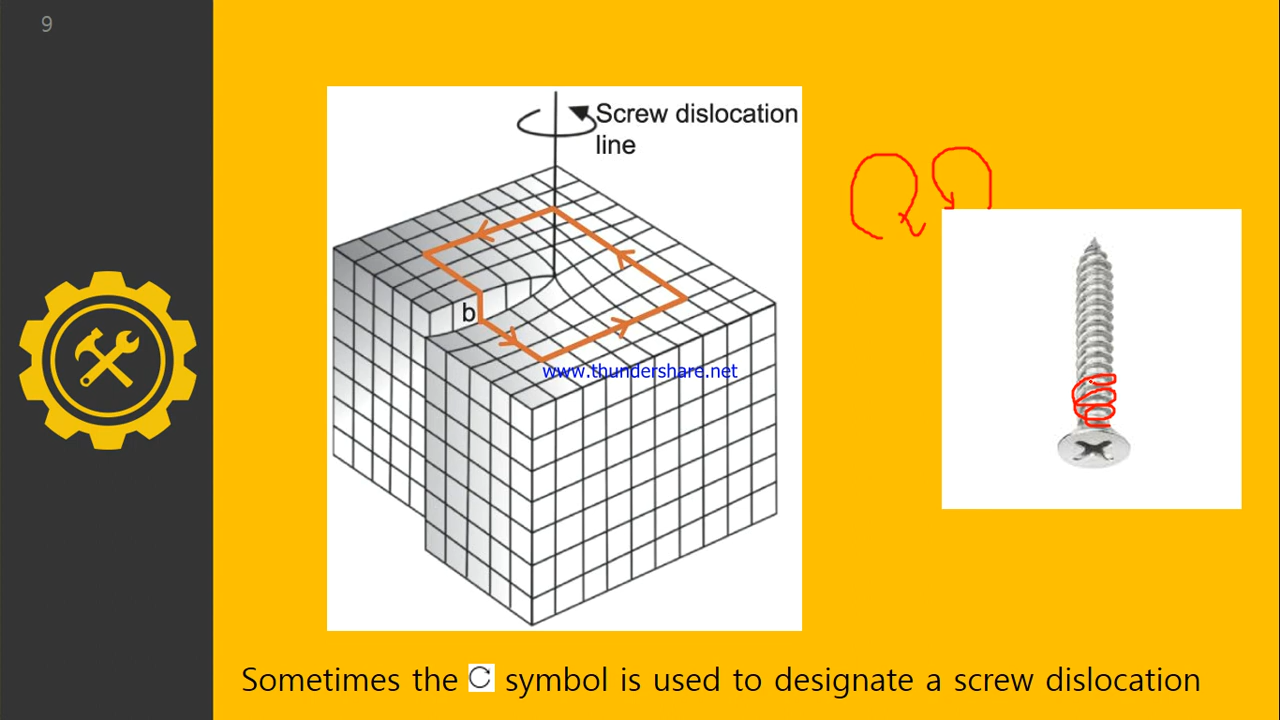 9
Screw dislocation
line
b
www.thundershare.net
Sometimes the symbol is used to designate a screw dislocation